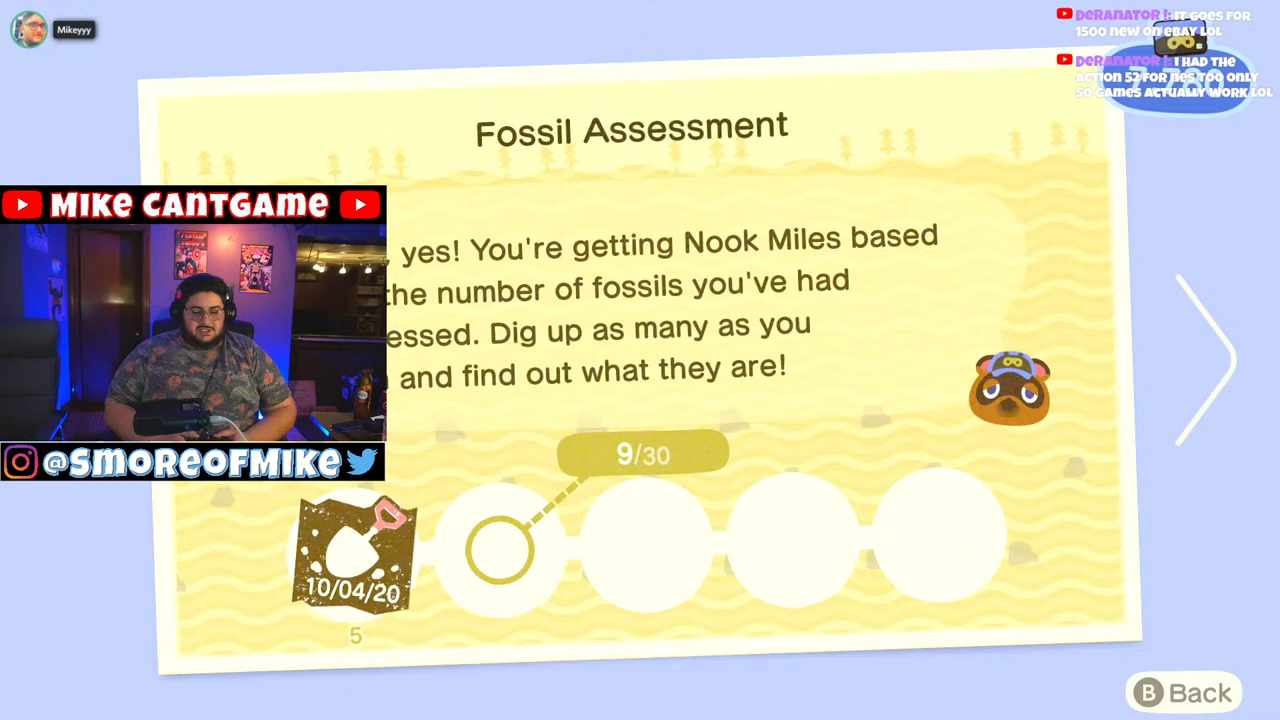 Mikeyyy
DERANATOR !: IT GOES FOR
1500 NEW ON EBAY LOL
DERANATOR !: I HAD THE
ACTION 52 FOR NES TOO ONLY
50 GAMES ACTUALLY WORK LOL
Fossil Assessment
MIKE CANTGAME
yes! You're getting Nook Miles based
the number of fossils you've had
essed. Dig up as many as you
and find out what they are!
@SMOREOFMIKE
9/30
10/04/20
5
B Back